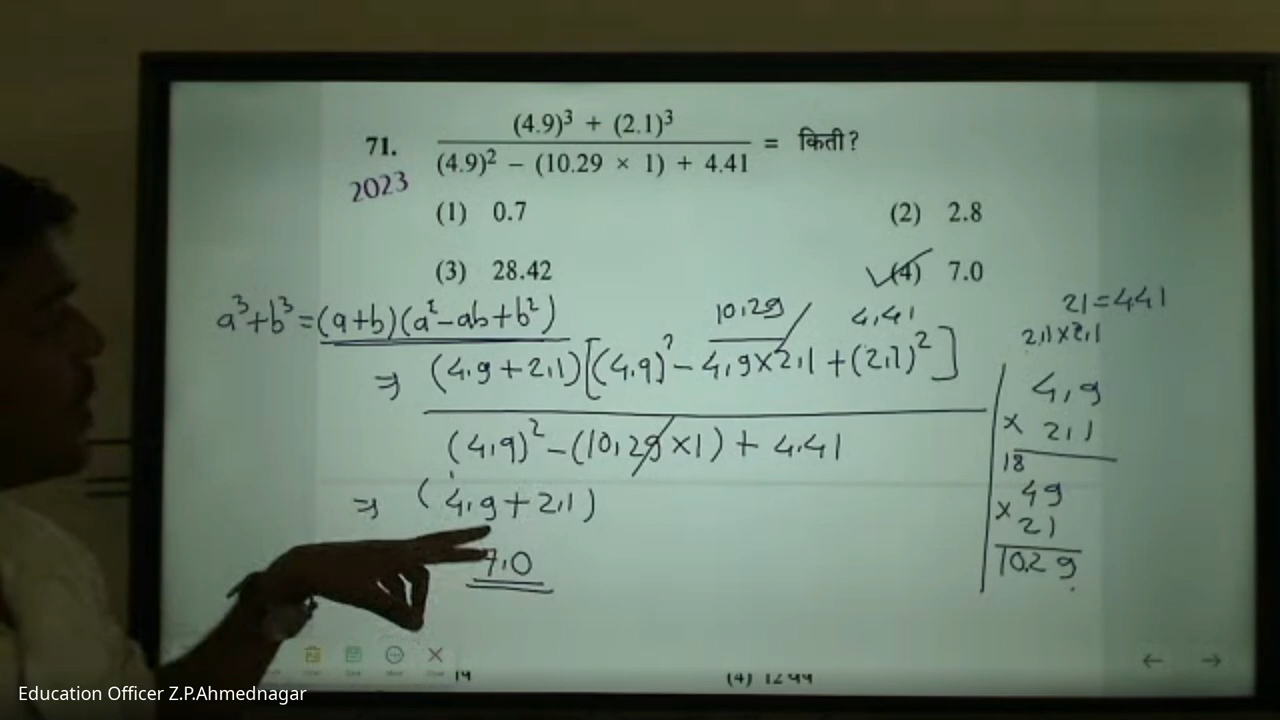 71. (4.9)³ + (2.1)³
(4.9)² − (10.29 × 1) + 4.41 = किती?
2023
(1) 0.7 (2) 2.8
(3) 28.42 (4) 7.0
a³+b³=(a+b)(a²−ab+b²)
10.29 4.41
⇒ (4.9+2.1)[(4.9)²−4.9×2.1+(2.1)²]
(4.9)²−(10.29×1)+4.41
⇒ (4.9+2.1)
7.0
21=441
2.1×2.1
4.9
× 2.1
18
49
× 21
1029
Education Officer Z.P.Ahmednagar